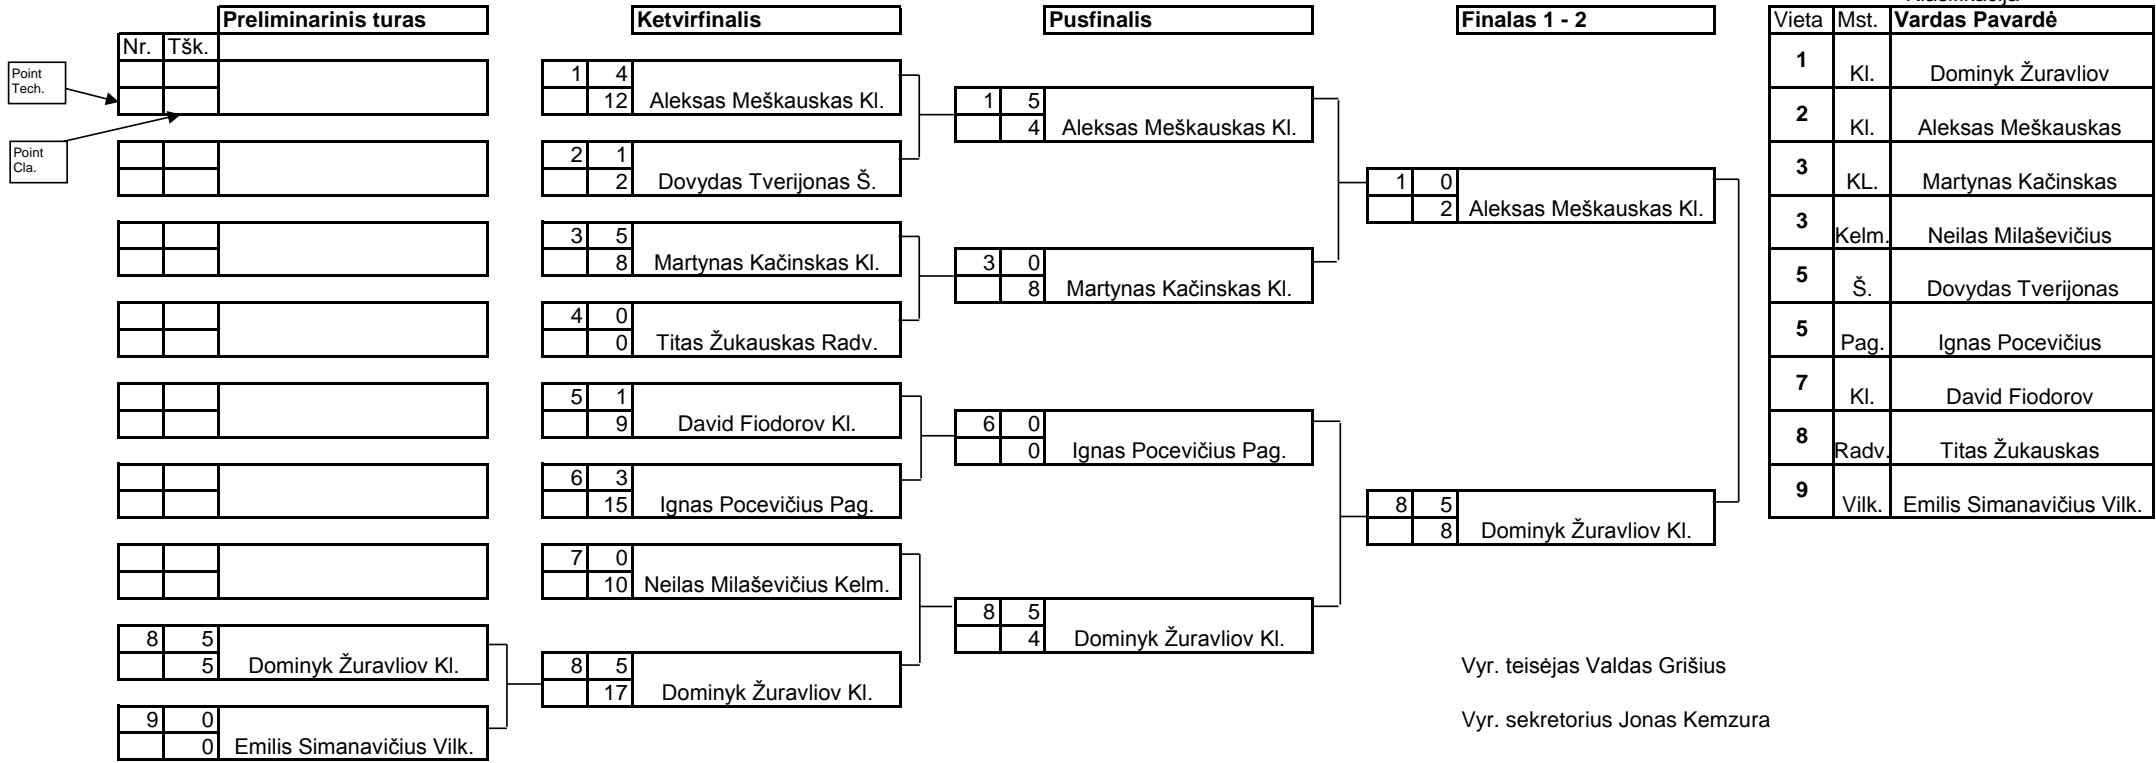 Preliminarinis turas Ketvirfinalis Pusfinalis Finalas 1 - 2 Vieta Mst. Vardas Pavardė
Nr. Tšk.
Point
Tech.
Point
Cla.
8 5
5 Dominyk Žuravliov Kl.
9 0
0 Emilis Simanavičius Vilk.
1 4
12 Aleksas Meškauskas Kl.
2 1
2 Dovydas Tverijonas Š.
3 5
8 Martynas Kačinskas Kl.
4 0
0 Titas Žukauskas Radv.
5 1
9 David Fiodorov Kl.
6 3
15 Ignas Pocevičius Pag.
7 0
10 Neilas Milaševičius Kelm.
8 5
17 Dominyk Žuravliov Kl.
1 5
4 Aleksas Meškauskas Kl.
3 0
8 Martynas Kačinskas Kl.
6 0
0 Ignas Pocevičius Pag.
8 5
4 Dominyk Žuravliov Kl.
1 0
2 Aleksas Meškauskas Kl.
8 5
8 Dominyk Žuravliov Kl.
1 Kl. Dominyk Žuravliov
2 Kl. Aleksas Meškauskas
3 KL. Martynas Kačinskas
3 Kelm. Neilas Milaševičius
5 Š. Dovydas Tverijonas
5 Pag. Ignas Pocevičius
7 Kl. David Fiodorov
8 Radv. Titas Žukauskas
9 Vilk. Emilis Simanavičius Vilk.
Vyr. teisėjas Valdas Grišius
Vyr. sekretorius Jonas Kemzura